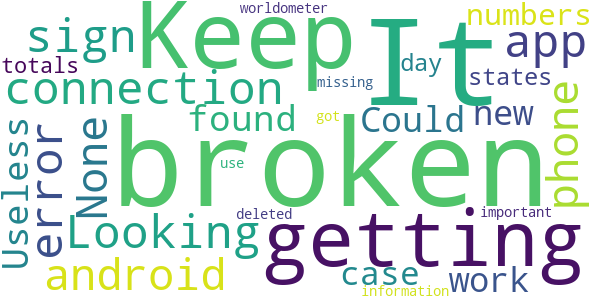 worldometer
sign Keep It numbers
totals app
connection missing day states
found Could new
Useless error None broken phone
got
use
Looking deleted getting important
android case work
information